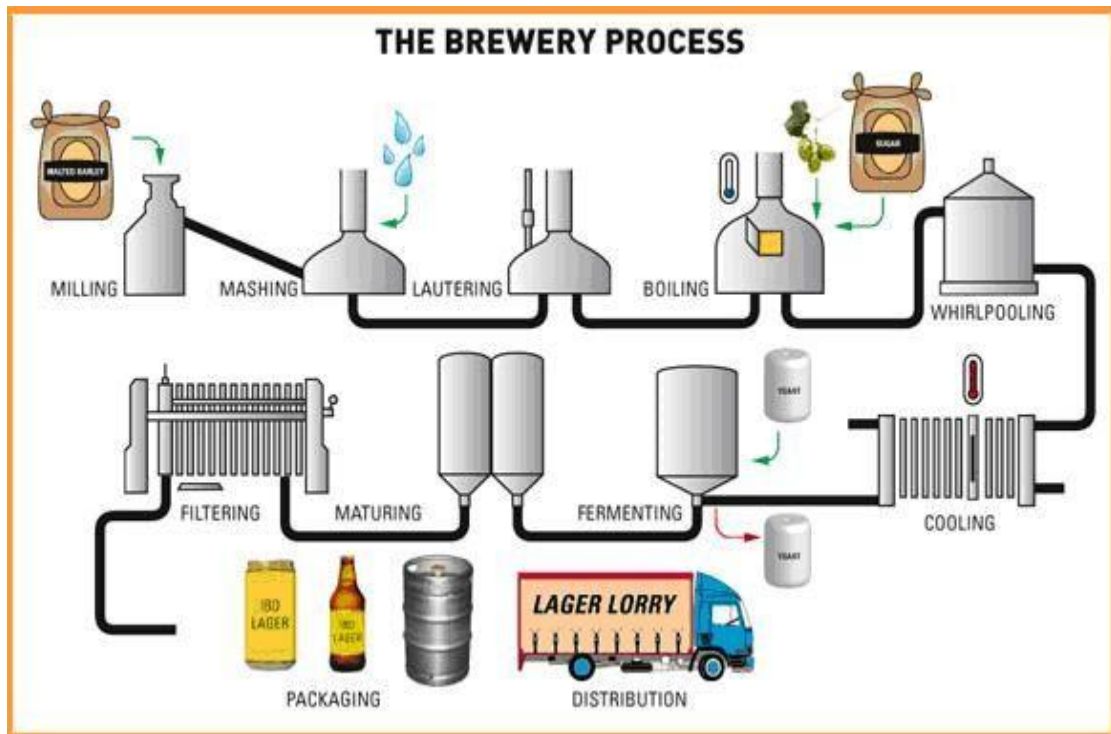 THE BREWERY PROCESS
MALTED BARLEY
SUGAR
MILLING
MASHING
LAUTERING
BOILING
WHIRLPOOLING
YEAST
FILTERING
MATURING
FERMENTING
COOLING
YEAST
IBD
LAGER
IBD
LAGER
LAGER LORRY
PACKAGING
DISTRIBUTION